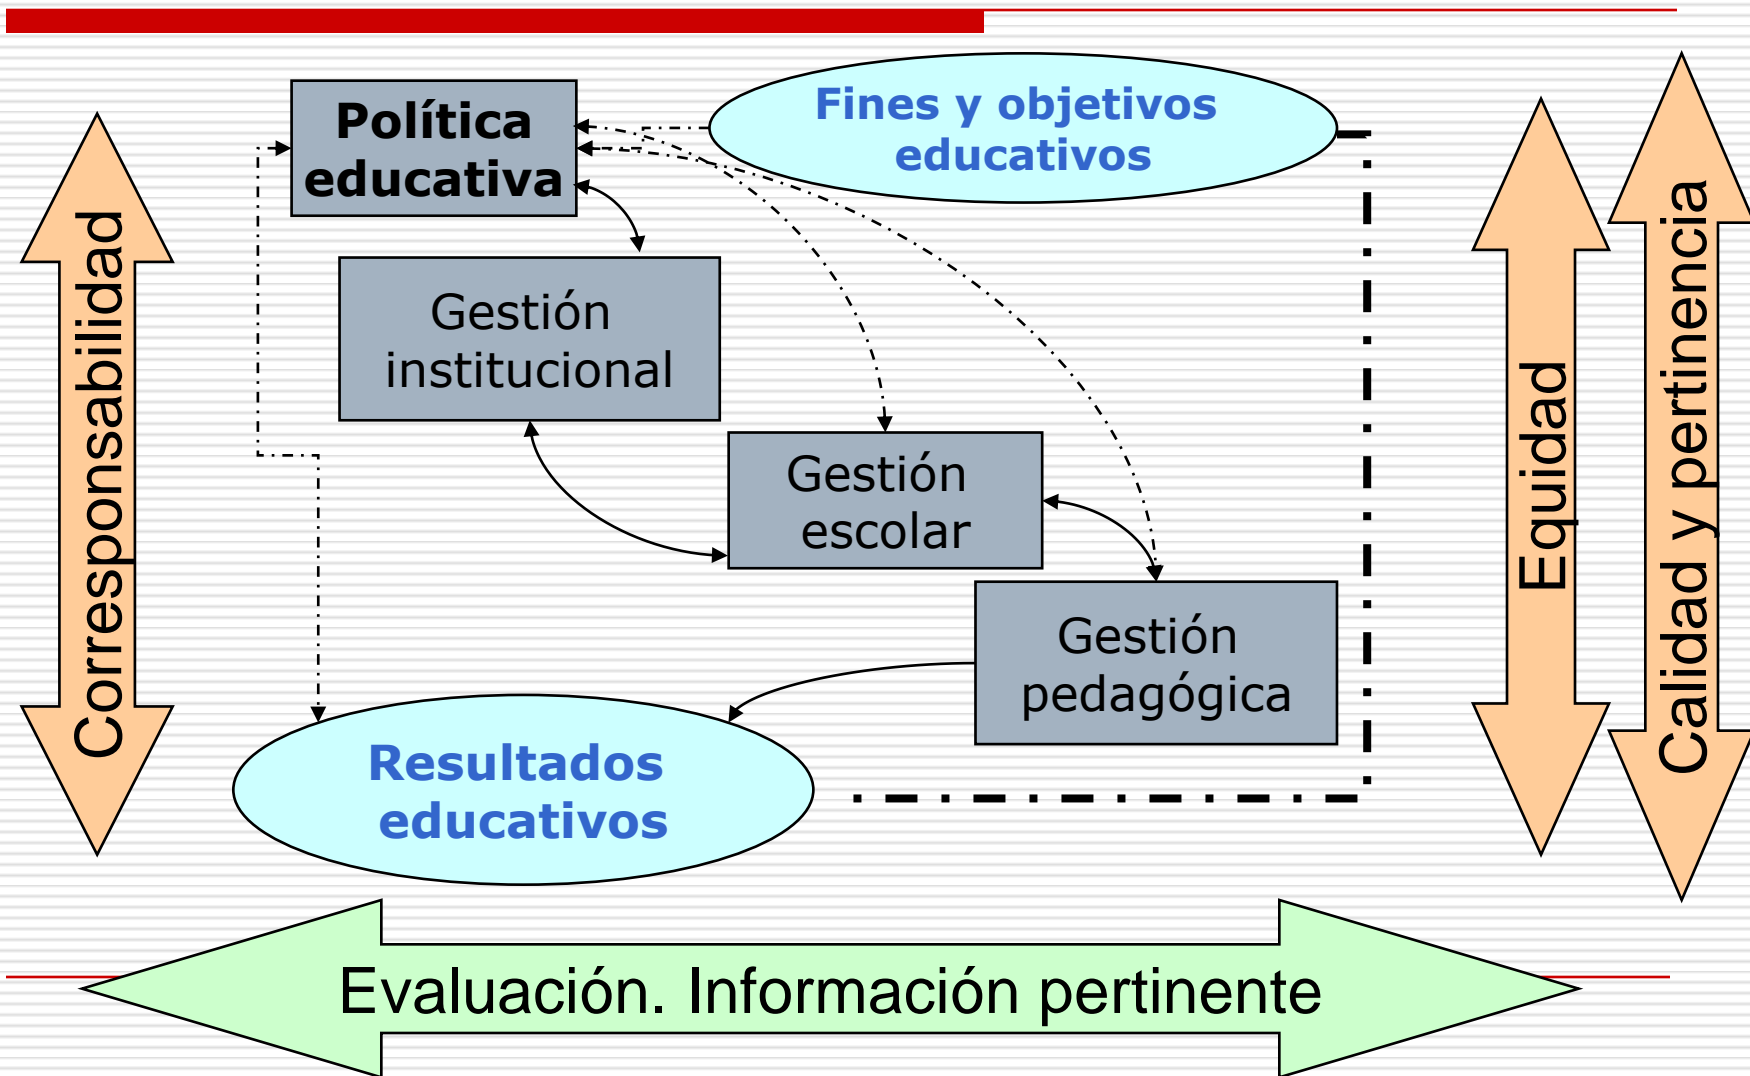 Política
educativa
Fines y objetivos
educativos
Gestión
institucional
Gestión
escolar
Gestión
pedagógica
Resultados
educativos
Corresponsabilidad
Equidad
Calidad y pertinencia
Evaluación. Información pertinente